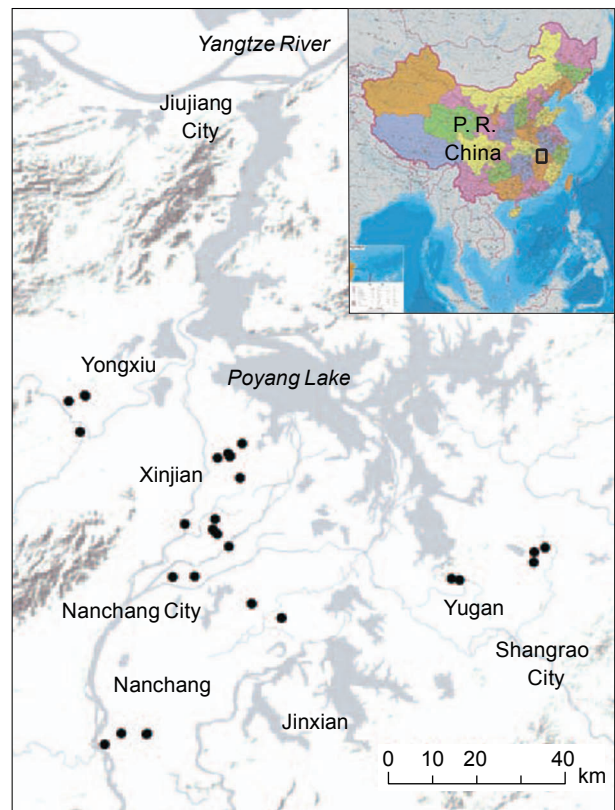 Yangtze River
Jiujiang
City
P. R.
China
Yongxiu
Poyang Lake
Xinjian
Nanchang City
Yugan
Shangrao
City
Nanchang
Jinxian
0 10 20 40 60
km